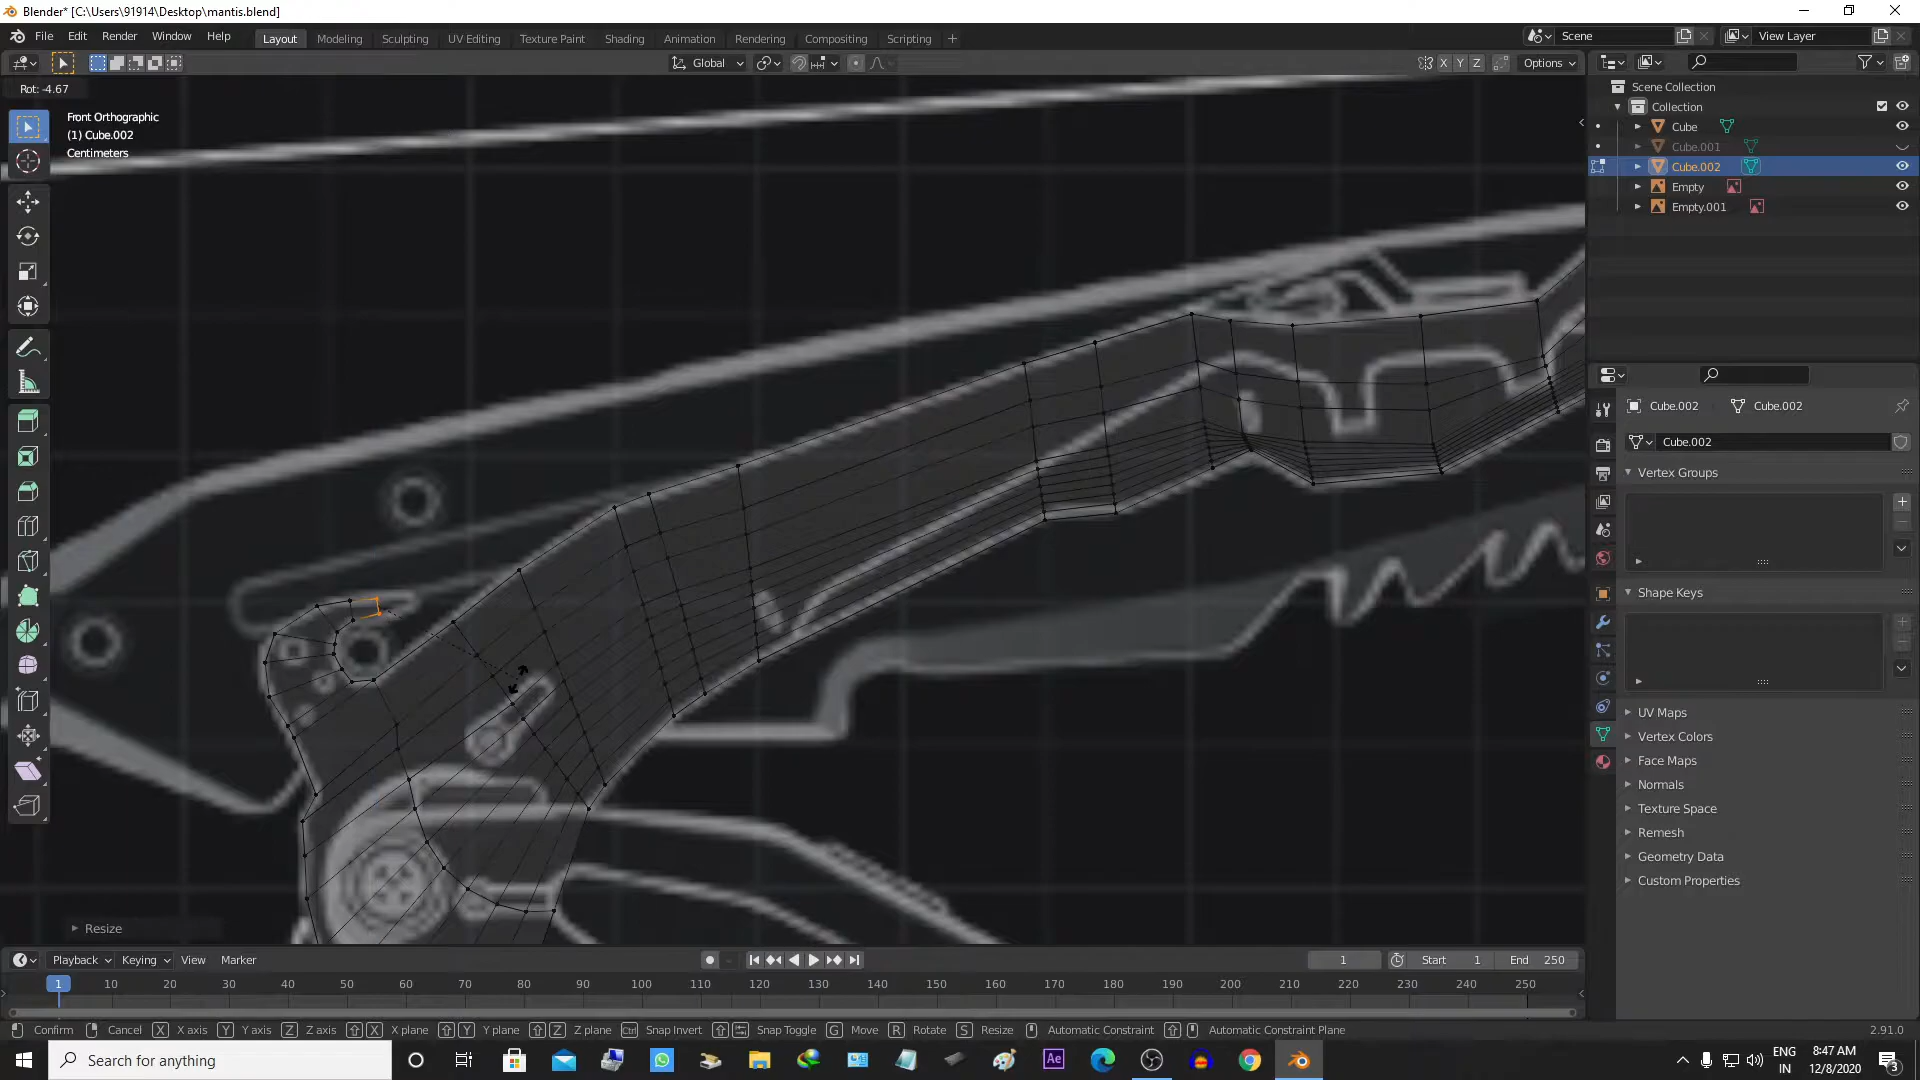 Blender* [C:\Users\91914\Desktop\mantis.blend]
File Edit Render Window Help Layout Modeling Sculpting UV Editing Texture Paint Shading Animation Rendering Compositing Scripting + Scene View Layer
Global X Y Z Options
Rot: -4.67
Front Orthographic
(1) Cube.002
Centimeters
Scene Collection
Collection
Cube
Cube.001
Cube.002
Empty
Empty.001
Cube.002 Cube.002
Cube.002
Vertex Groups
Shape Keys
UV Maps
Vertex Colors
Face Maps
Normals
Texture Space
Remesh
Geometry Data
Custom Properties
Resize
Playback Keying View Marker 1 Start 1 End 250
1 10 20 30 40 50 60 70 80 90 100 110 120 130 140 150 160 170 180 190 200 210 220 230 240 250
Confirm Cancel X X axis Y Y axis Z Z axis X X plane Y Y plane Z Z plane Ctrl Snap Invert Snap Toggle G Move R Rotate S Resize Automatic Constraint Automatic Constraint Plane 2.91.0
Search for anything Ae ENG IN 8:47 AM 12/8/2020 3